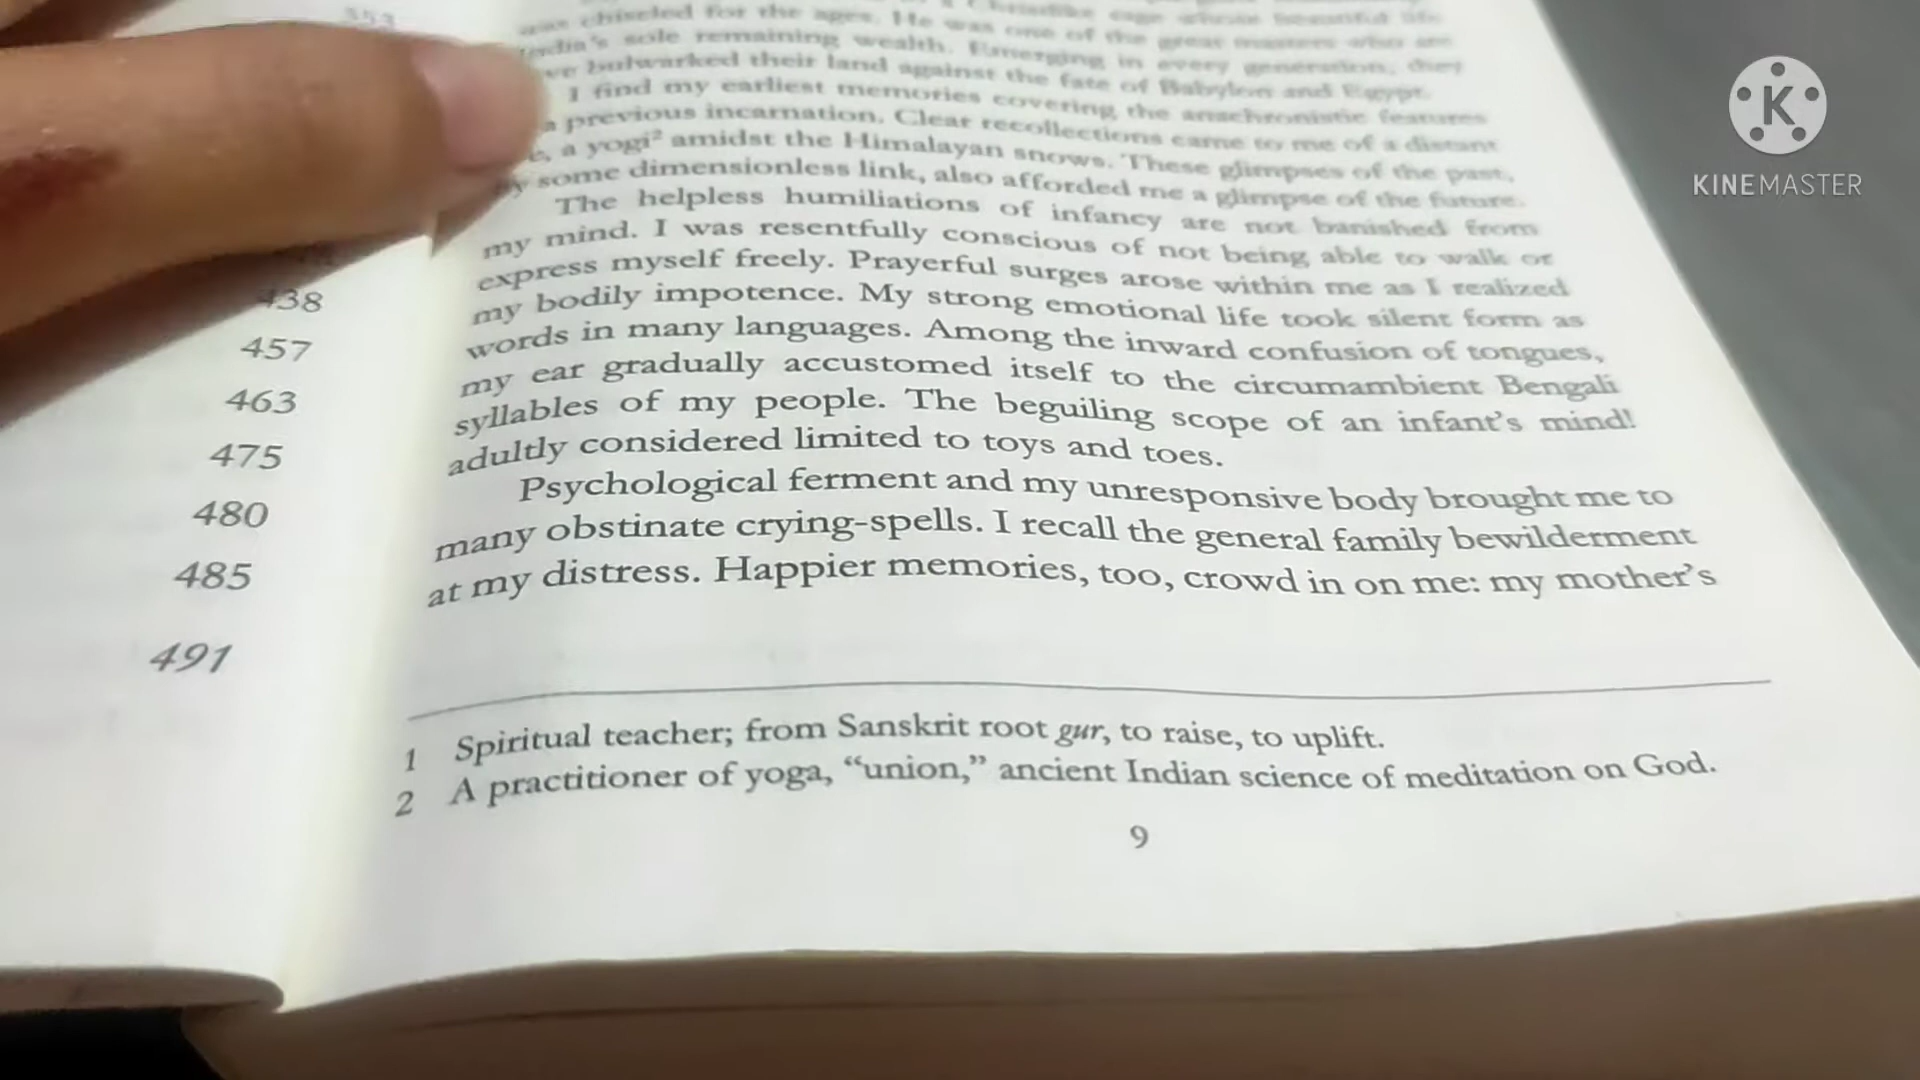 438
457
463
475
480
485
491
was chiseled for the ages. He was one of the great masters who are
India's sole remaining wealth. Emerging in every generation, they
ve bulwarked their land against the fate of Babylon and Egypt.
I find my earliest memories covering the anachronistic features
a previous incarnation. Clear recollections came to me of a distant
e, a yogi² amidst the Himalayan snows. These glimpses of the past,
by some dimensionless link, also afforded me a glimpse of the future.
The helpless humiliations of infancy are not banished from
my mind. I was resentfully conscious of not being able to walk or
express myself freely. Prayerful surges arose within me as I realized
my bodily impotence. My strong emotional life took silent form as
words in many languages. Among the inward confusion of tongues,
my ear gradually accustomed itself to the circumambient Bengali
syllables of my people. The beguiling scope of an infant's mind!
adultly considered limited to toys and toes.
Psychological ferment and my unresponsive body brought me to
many obstinate crying-spells. I recall the general family bewilderment
at my distress. Happier memories, too, crowd in on me: my mother's
1 Spiritual teacher; from Sanskrit root gur, to raise, to uplift.
2 A practitioner of yoga, “union,” ancient Indian science of meditation on God.
9
K
KINEMASTER